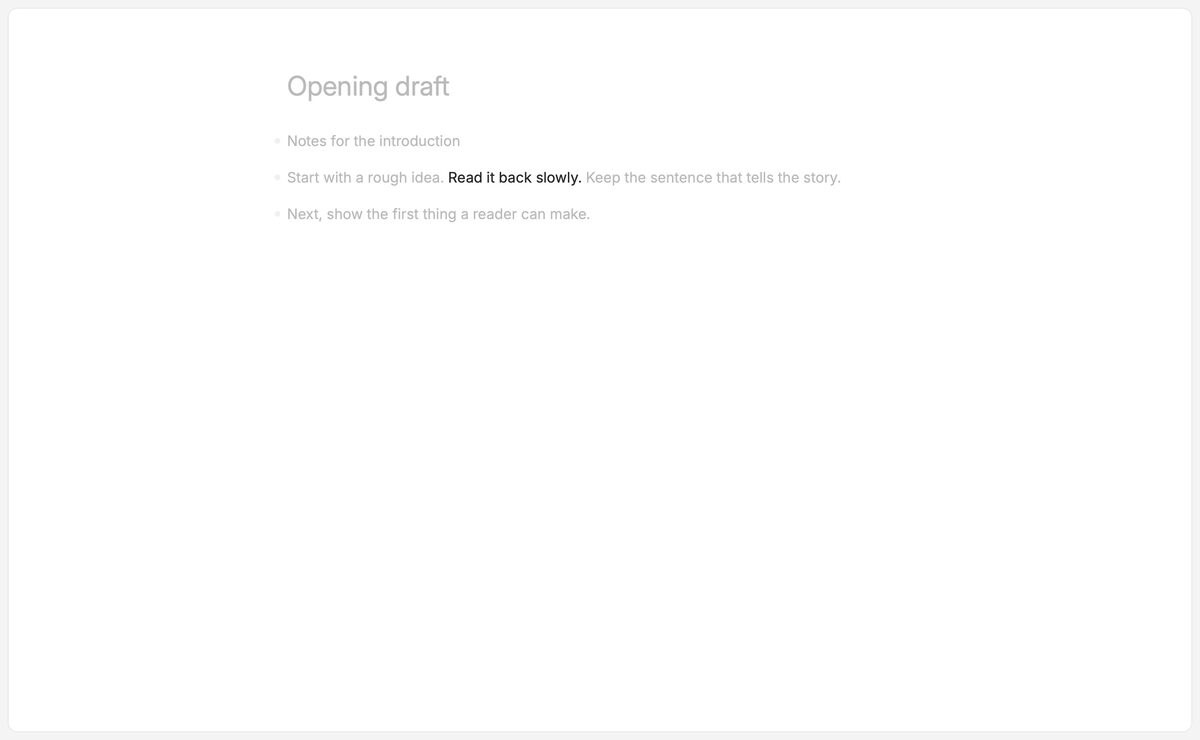 Opening draft
Notes for the introduction
Start with a rough idea. Read it back slowly. Keep the sentence that tells the story.
Next, show the first thing a reader can make.